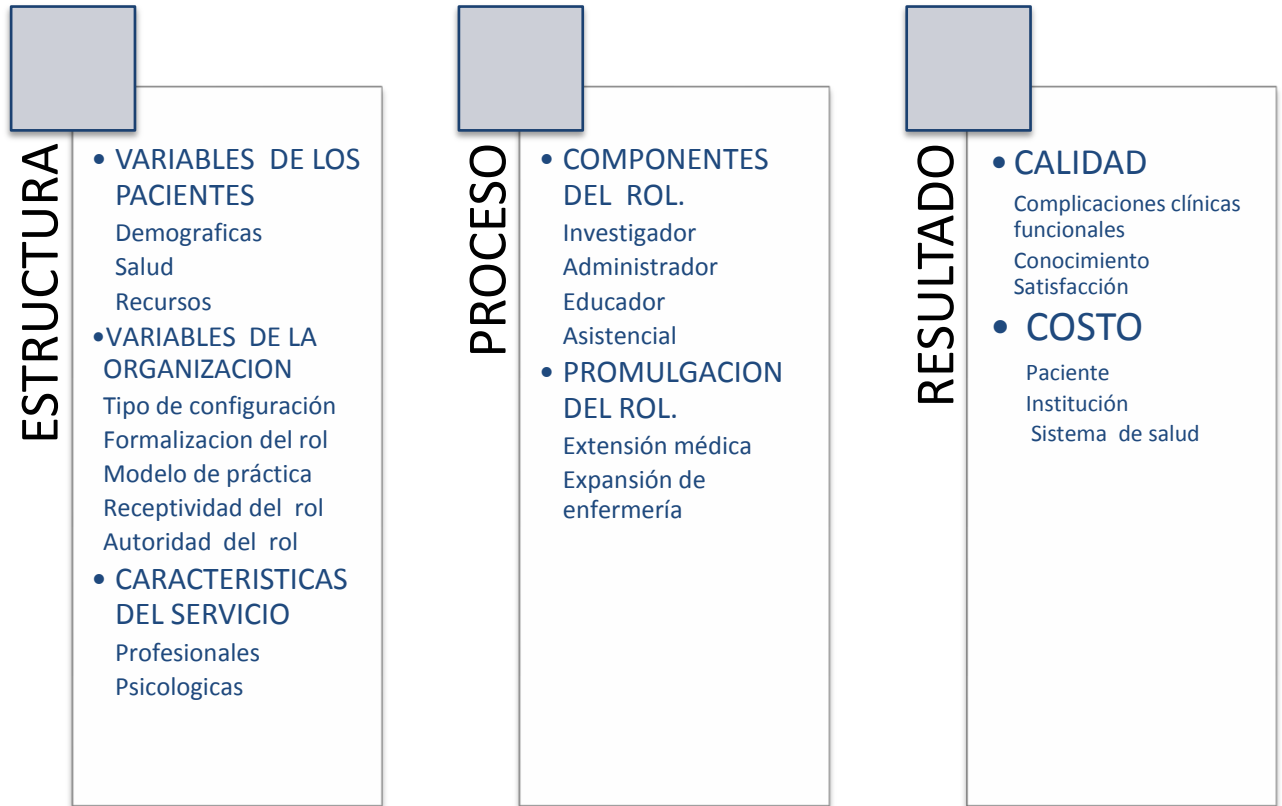 ESTRUCTURA
• VARIABLES DE LOS
PACIENTES
Demograficas
Salud
Recursos
•VARIABLES DE LA
ORGANIZACION
Tipo de configuración
Formalizacion del rol
Modelo de práctica
Receptividad del rol
Autoridad del rol
• CARACTERISTICAS
DEL SERVICIO
Profesionales
Psicologicas
PROCESO
• COMPONENTES
DEL ROL.
Investigador
Administrador
Educador
Asistencial
• PROMULGACION
DEL ROL.
Extensión médica
Expansión de
enfermería
RESULTADO
• CALIDAD
Complicaciones clínicas
funcionales
Conocimiento
Satisfacción
• COSTO
Paciente
Institución
Sistema de salud